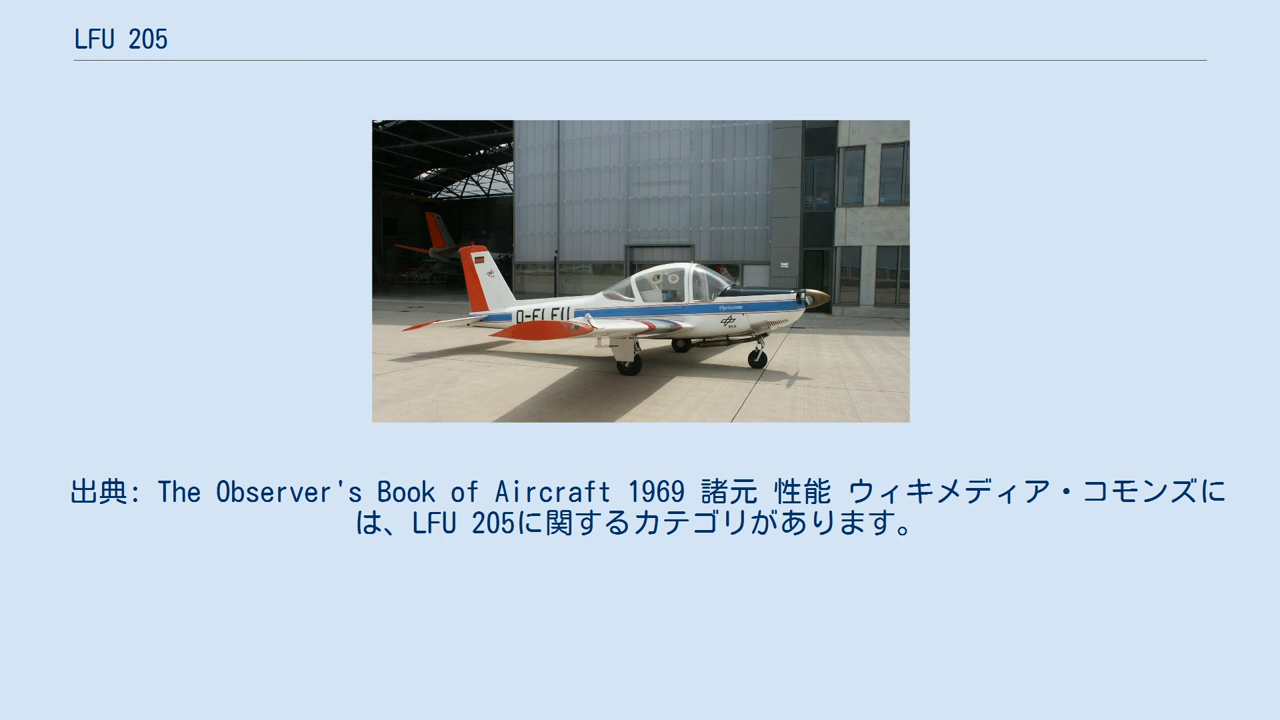 LFU 205
出典: The Observer's Book of Aircraft 1969 諸元 性能 ウィキメディア・コモンズに
は、LFU 205に関するカテゴリがあります。